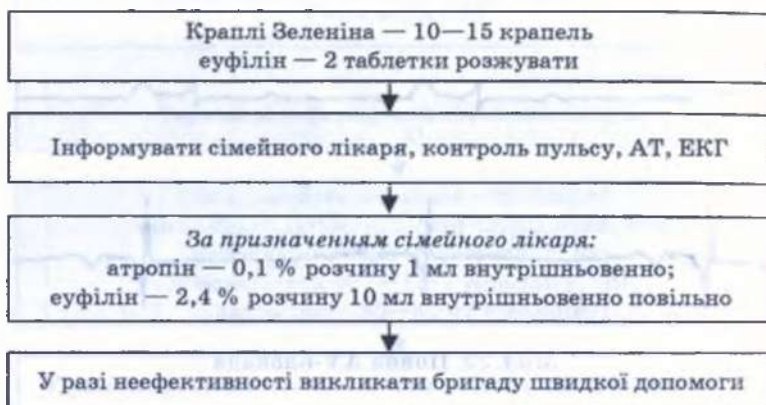 Краплі Зеленіна — 10—15 крапель
еуфілін — 2 таблетки розжувати
Інформувати сімейного лікаря, контроль пульсу, АТ, ЕКГ
За призначенням сімейного лікаря:
атропін — 0,1 % розчину 1 мл внутрішньовенно;
еуфілін — 2,4 % розчину 10 мл внутрішньовенно повільно
У разі неефективності викликати бригаду швидкої допомоги